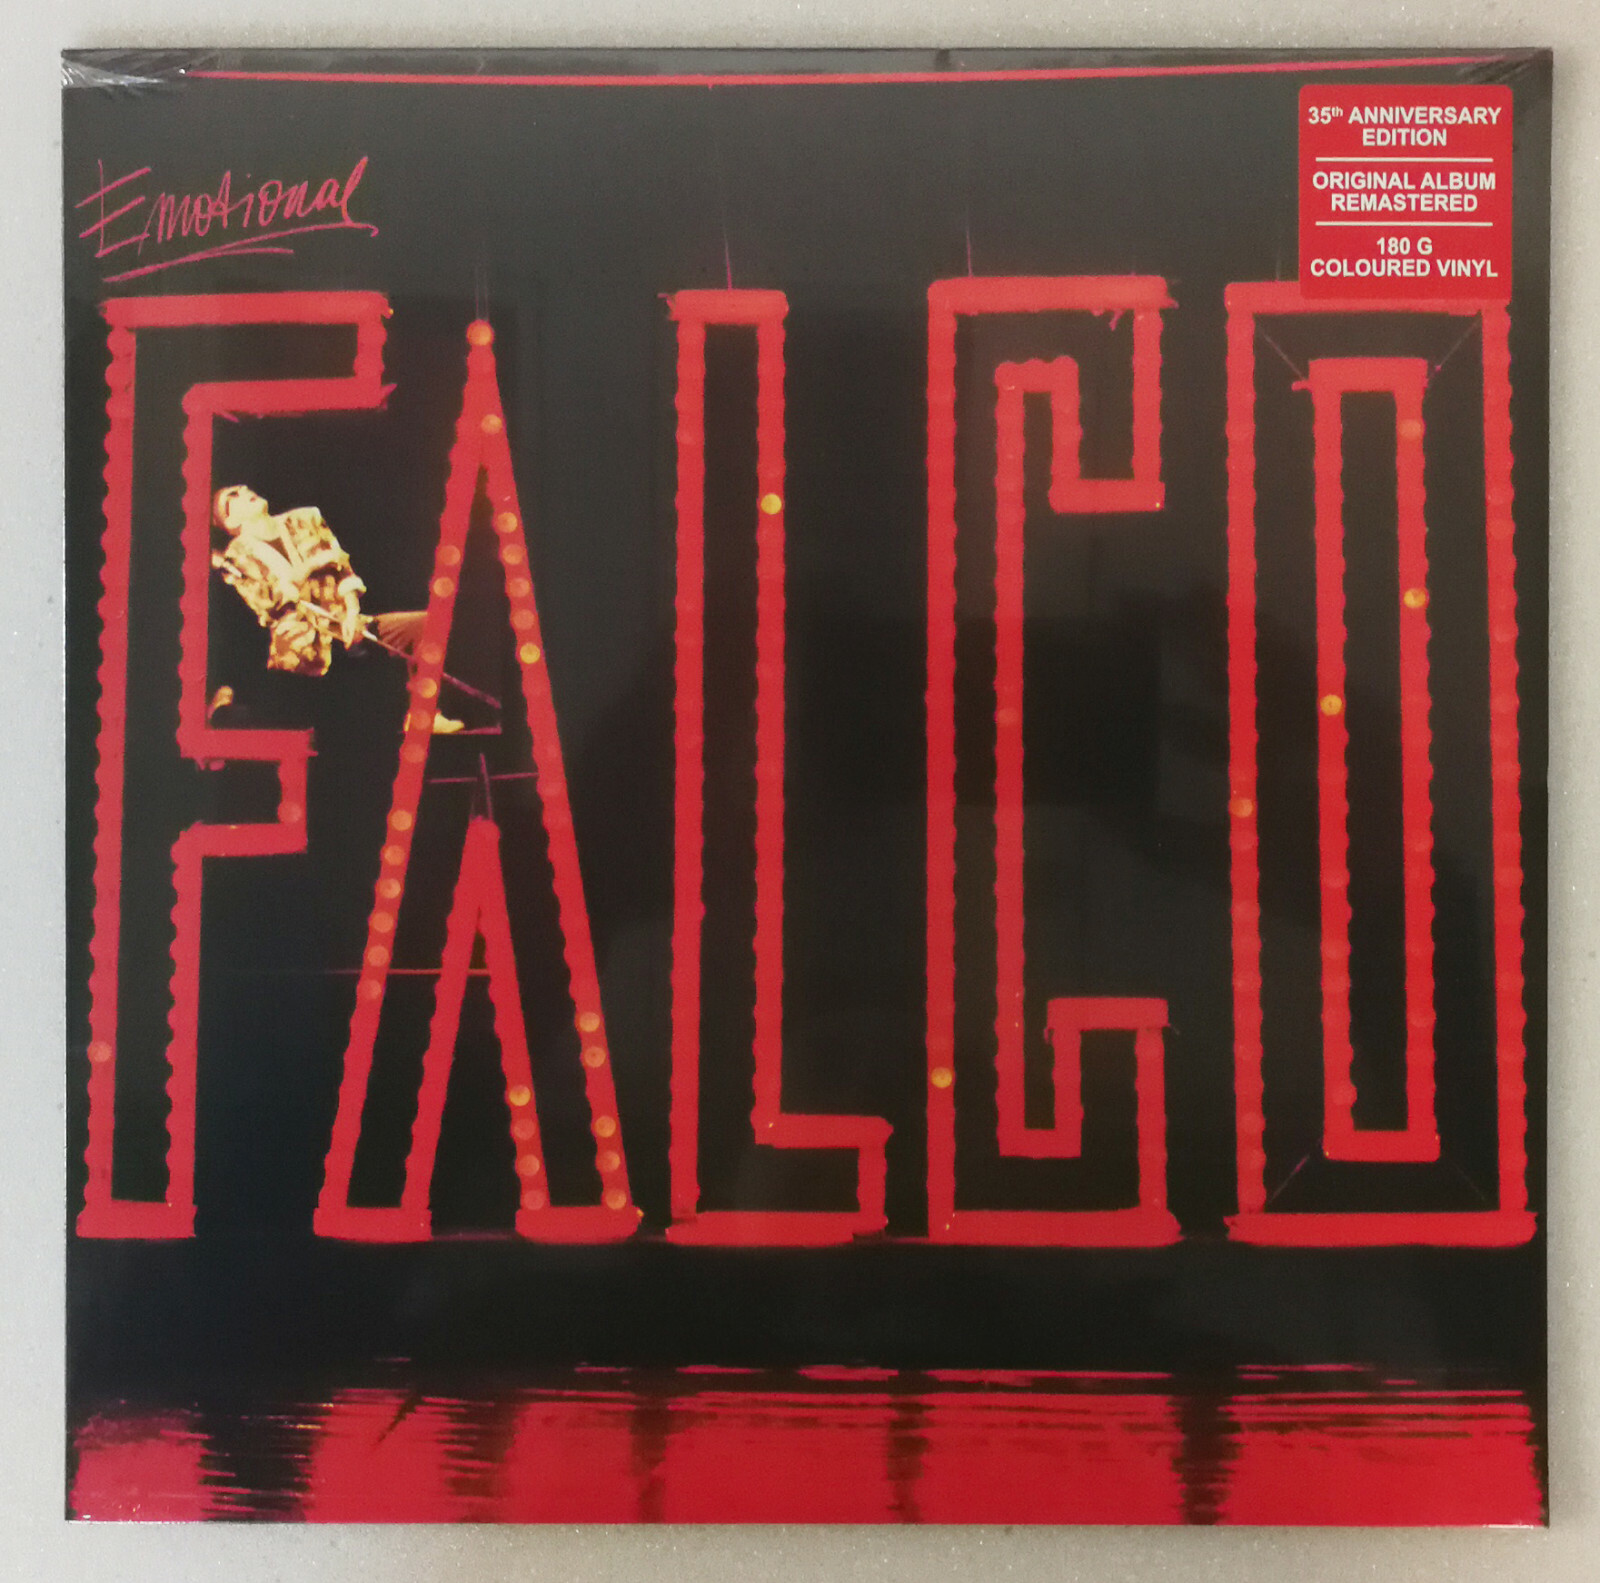 Emotional
FALCO
35th ANNIVERSARY
EDITION
ORIGINAL ALBUM
REMASTERED
180 G
COLOURED VINYL